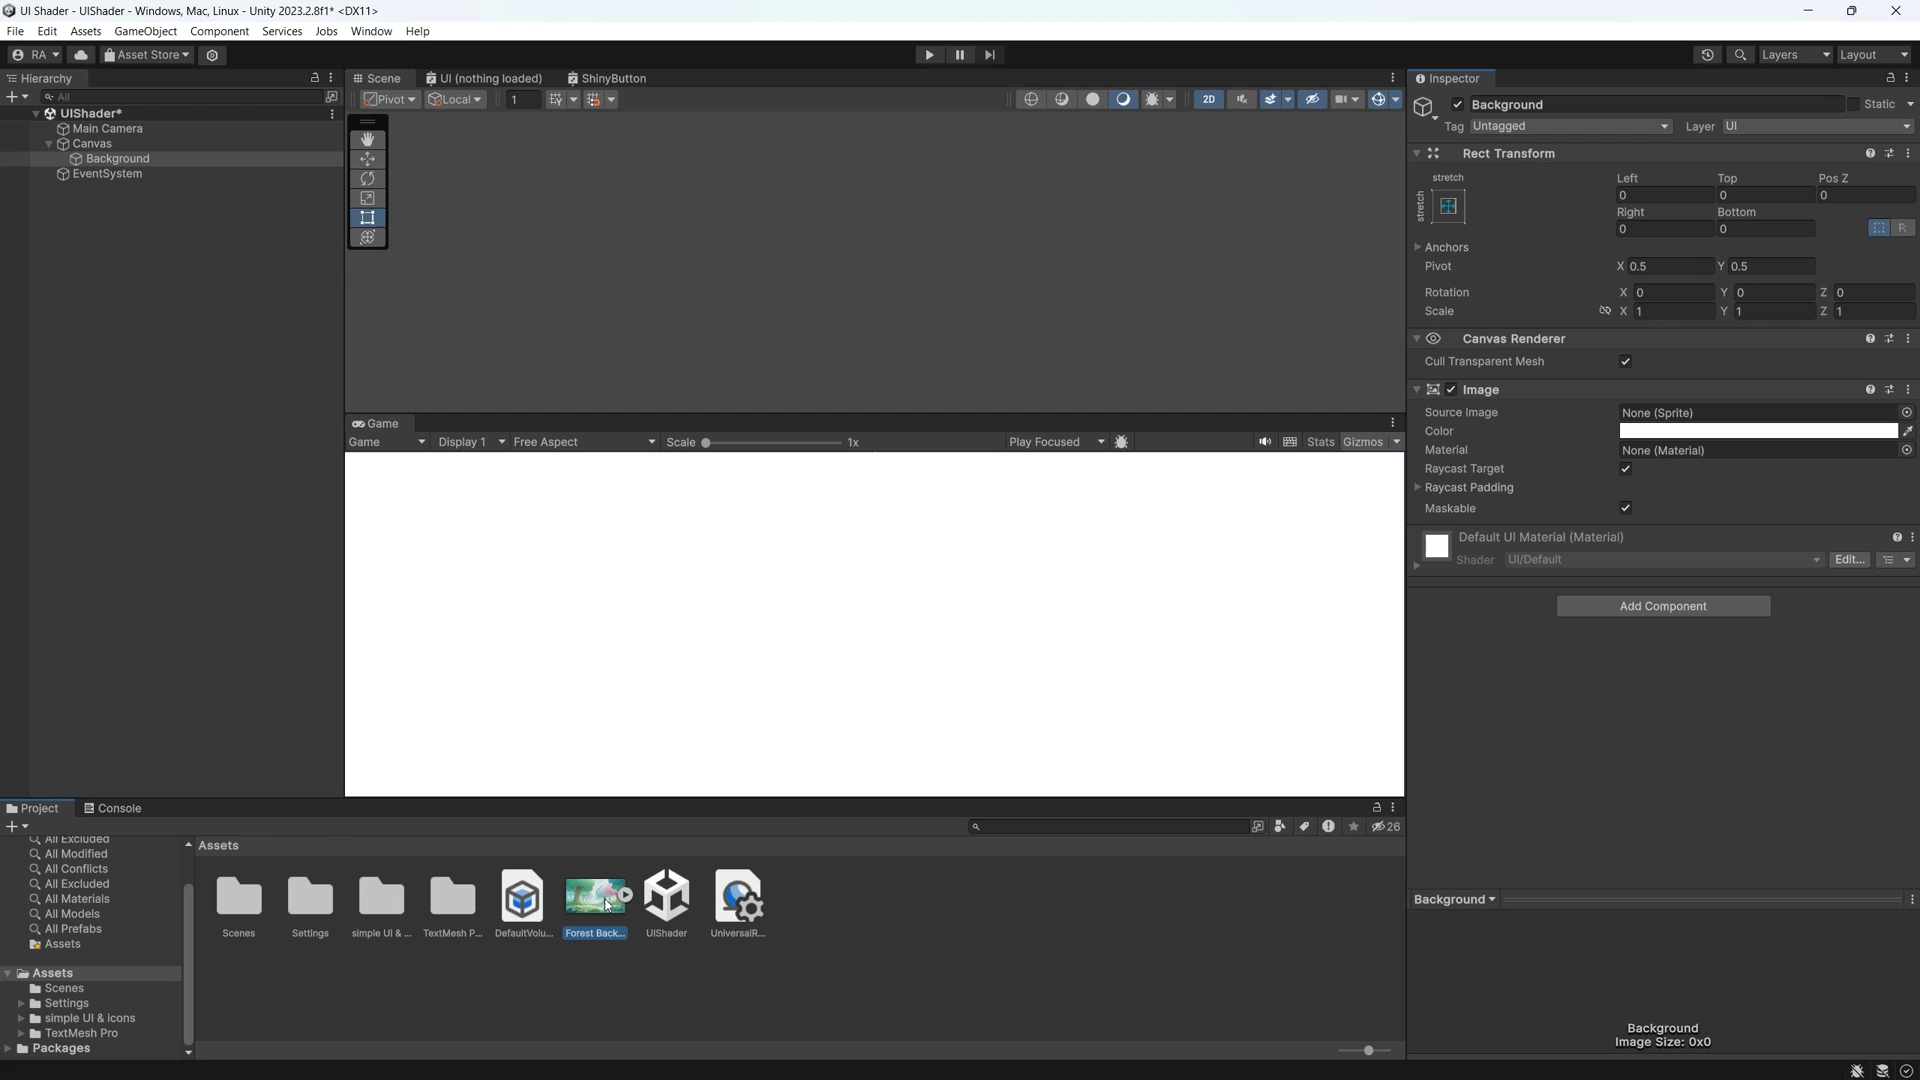 UI Shader - UIShader - Windows, Mac, Linux - Unity 2023.2.8f1* <DX11>
File Edit Assets GameObject Component Services Jobs Window Help
RA Asset Store Layers Layout
Hierarchy
All
UIShader*
Main Camera
Canvas
Background
EventSystem
Scene UI (nothing loaded) ShinyButton
Pivot Local 1 2D
Game
Game Display 1 Free Aspect Scale 1x Play Focused Stats Gizmos
Inspector
Background Static
Tag Untagged Layer UI
Rect Transform
stretch
stretch
Left Top Pos Z
0 0 0
Right Bottom
0 0 R
Anchors
Pivot X 0.5 Y 0.5
Rotation X 0 Y 0 Z 0
Scale X 1 Y 1 Z 1
Canvas Renderer
Cull Transparent Mesh
Image
Source Image None (Sprite)
Color
Material None (Material)
Raycast Target
Raycast Padding
Maskable
Default UI Material (Material)
Shader UI/Default Edit...
Add Component
Background
Background
Image Size: 0x0
Project Console
26
All Excluded
All Modified
All Conflicts
All Excluded
All Materials
All Models
All Prefabs
Assets
Assets
Scenes
Settings
simple UI & icons
TextMesh Pro
Packages
Assets
Scenes Settings simple UI & ... TextMesh P... DefaultVolu... Forest Back... UIShader UniversalR...